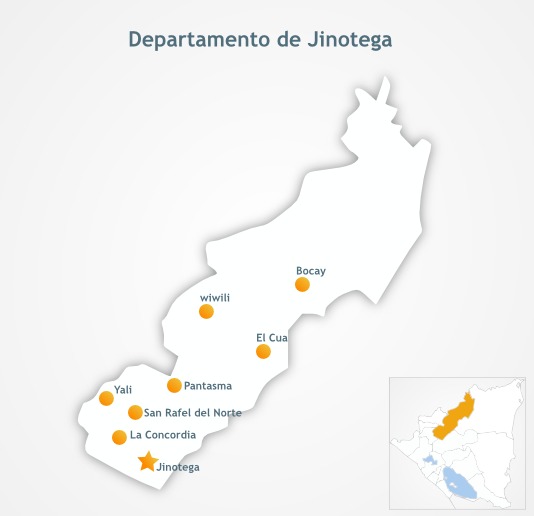 Departamento de Jinotega
Bocay
wiwili
El Cua
Pantasma
Yali
San Rafel del Norte
La Concordia
Jinotega